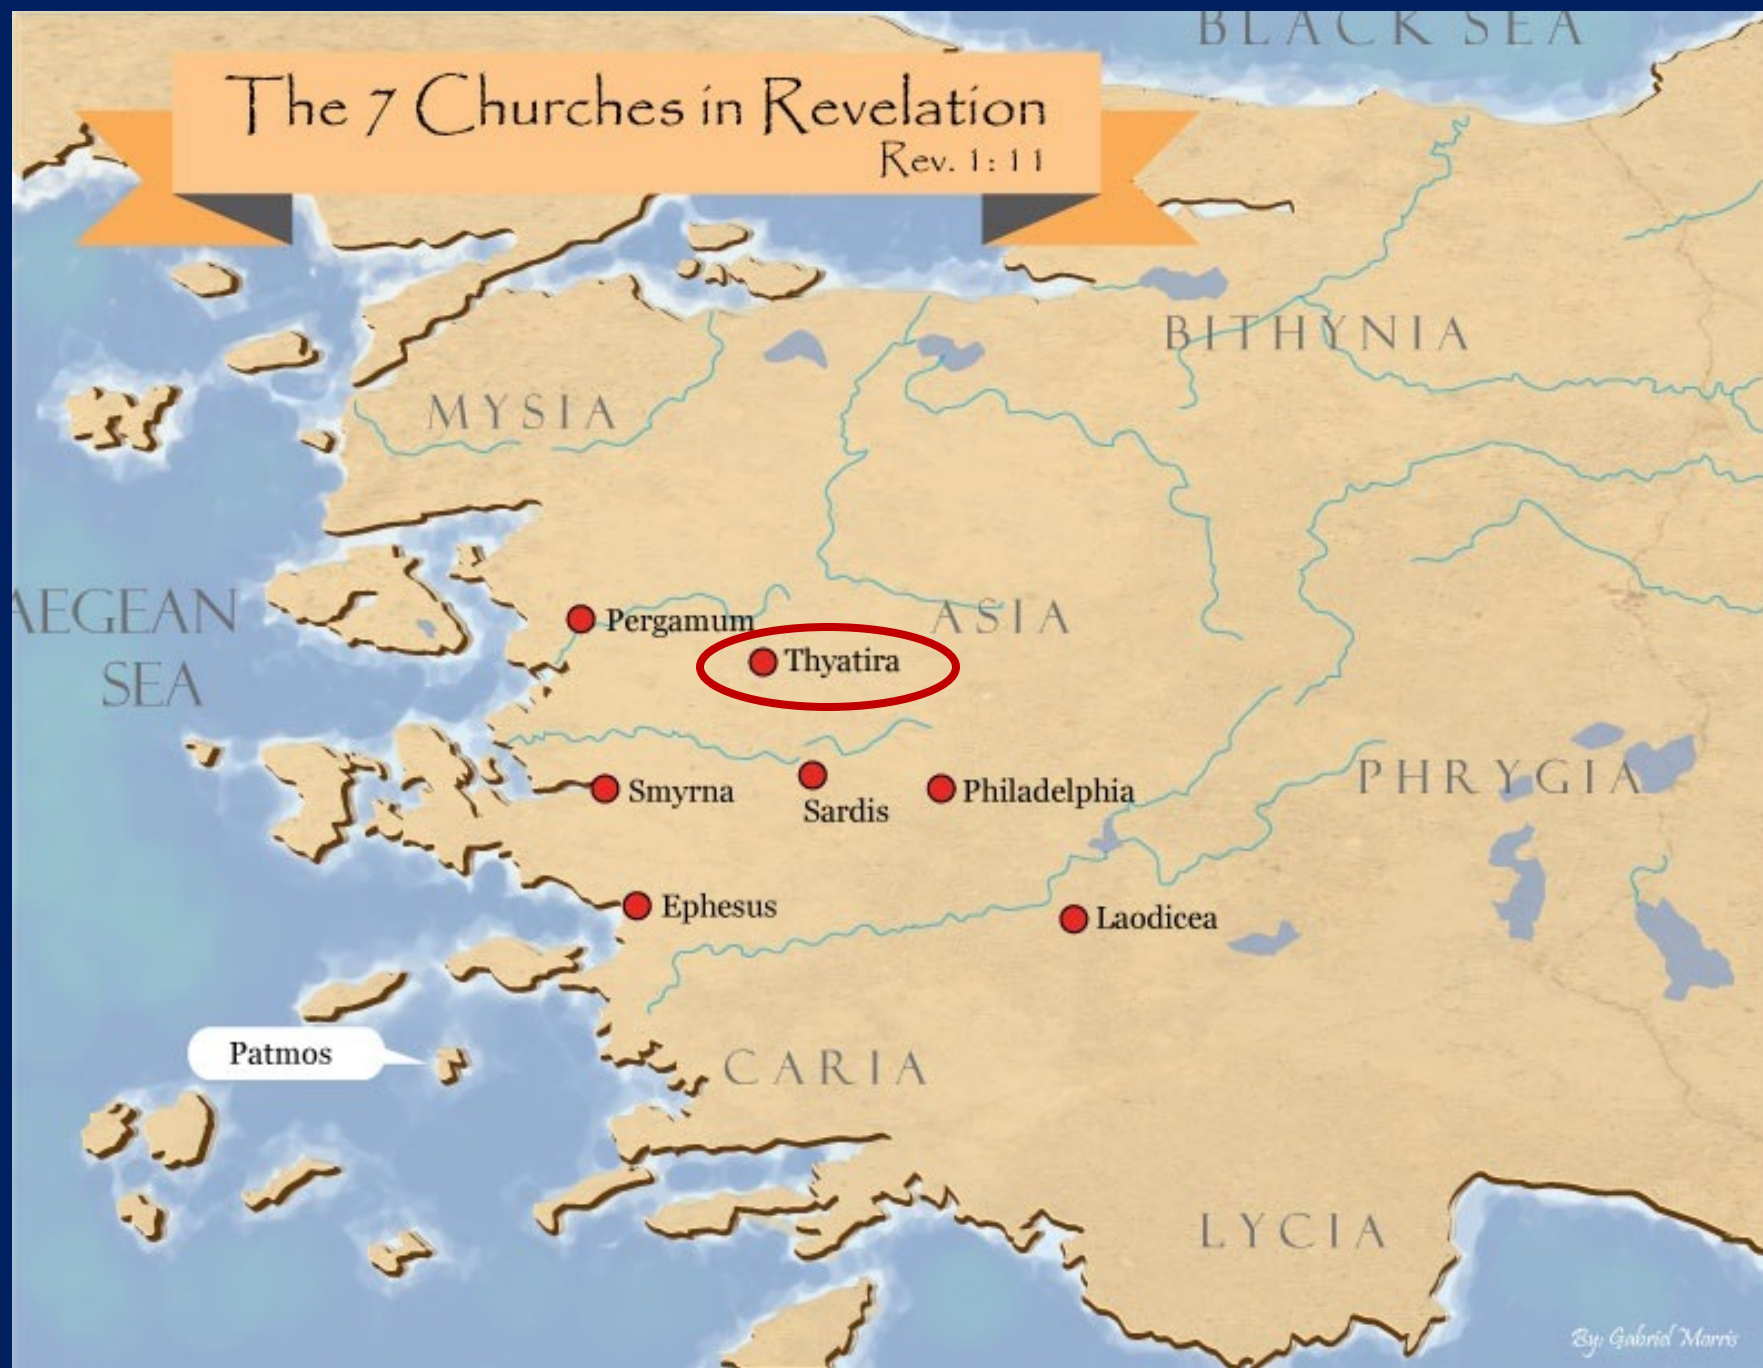 BLACK SEA
The 7 Churches in Revelation
Rev. 1:11
BITHYNIA
MYSIA
AEGEAN
SEA
Pergamum
ASIA
Thyatira
PHRYGIA
Smyrna
Sardis
Philadelphia
Ephesus
Laodicea
Patmos
CARIA
LYCIA
By: Gabriel Morris